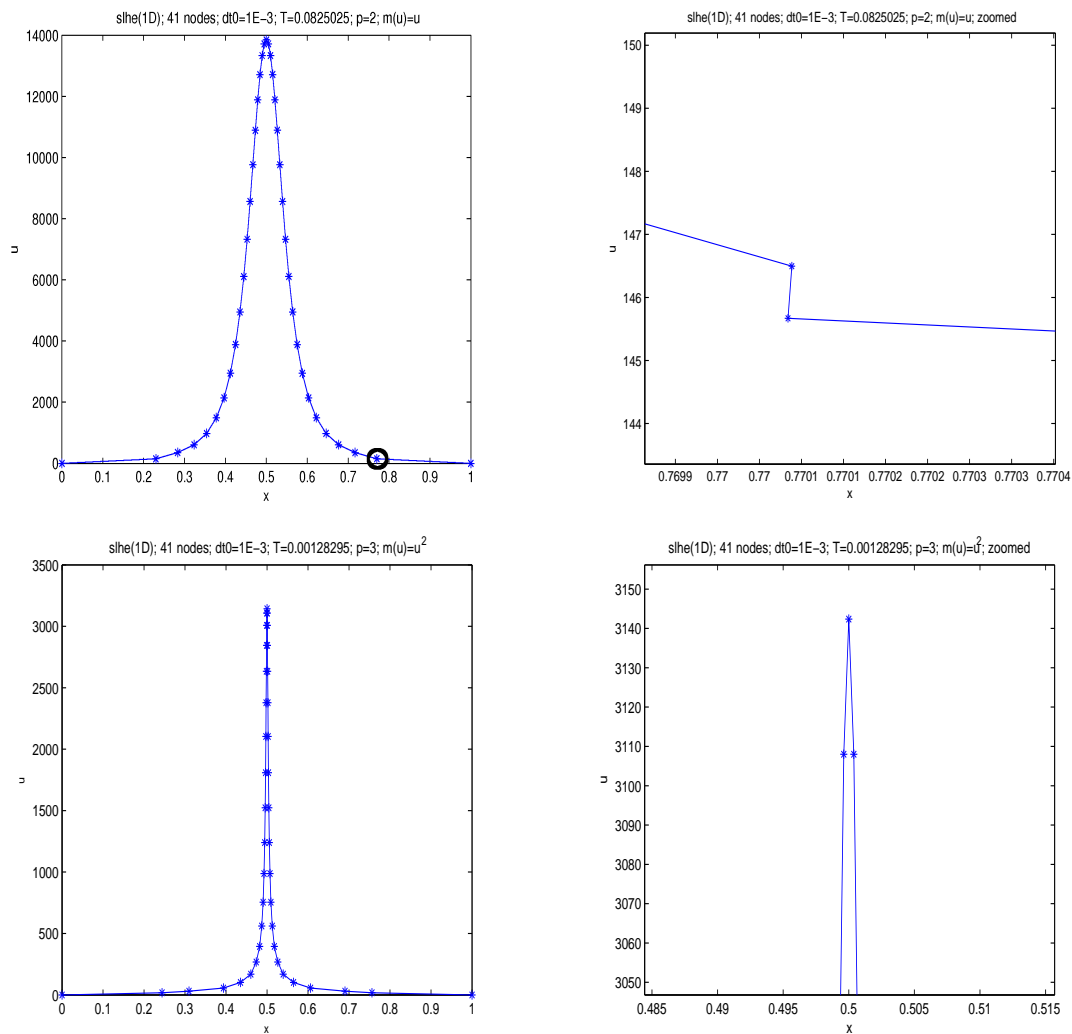 slhe(1D); 41 nodes; dt0=1E−3; T=0.0825025; p=2; m(u)=u
14000
12000
10000
8000
6000
4000
2000
0
u
0 0.1 0.2 0.3 0.4 0.5 0.6 0.7 0.8 0.9 1
x
slhe(1D); 41 nodes; dt0=1E−3; T=0.0825025; p=2; m(u)=u; zoomed
150
149
148
147
146
145
144
u
0.7699 0.77 0.77 0.7701 0.7701 0.7702 0.7702 0.7703 0.7703 0.7704
x
slhe(1D); 41 nodes; dt0=1E−3; T=0.00128295; p=3; m(u)=u²
3500
3000
2500
2000
1500
1000
500
0
u
0 0.1 0.2 0.3 0.4 0.5 0.6 0.7 0.8 0.9 1
x
slhe(1D); 41 nodes; dt0=1E−3; T=0.00128295; p=3; m(u)=u²; zoomed
3150
3140
3130
3120
3110
3100
3090
3080
3070
3060
3050
u
0.485 0.49 0.495 0.5 0.505 0.51 0.515
x